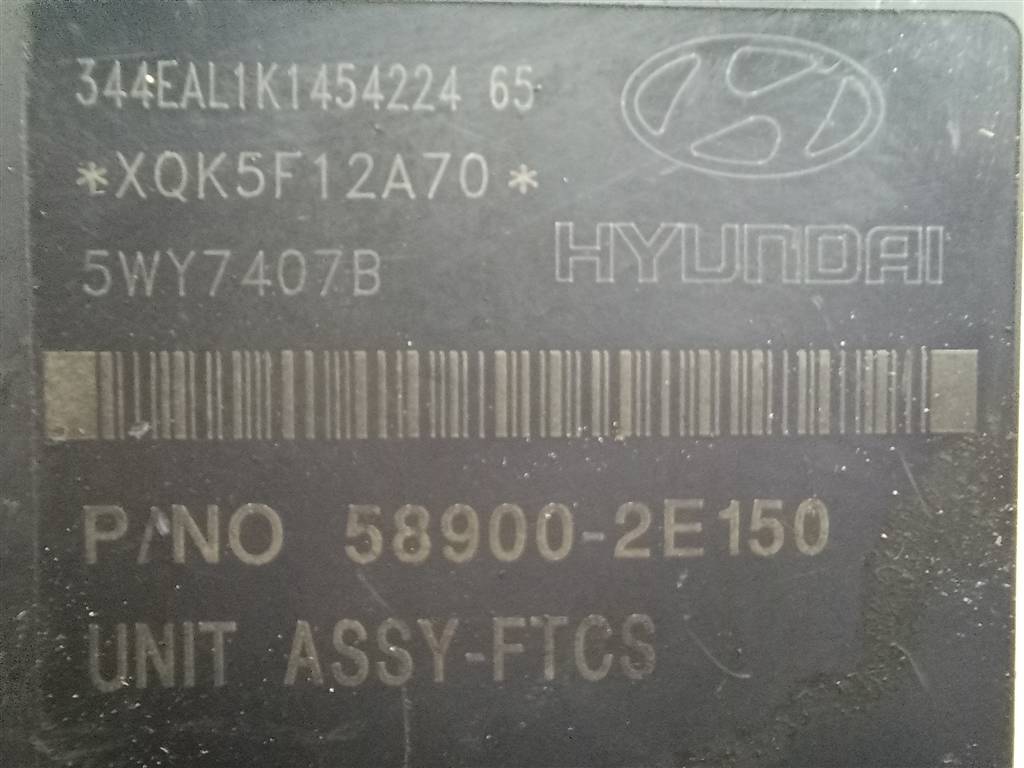 344EAL1K1454224 65
*XQK5F12A70*
HYUNDAI
5WY7407B
P/NO 58900-2E150
UNIT ASSY-FTCS